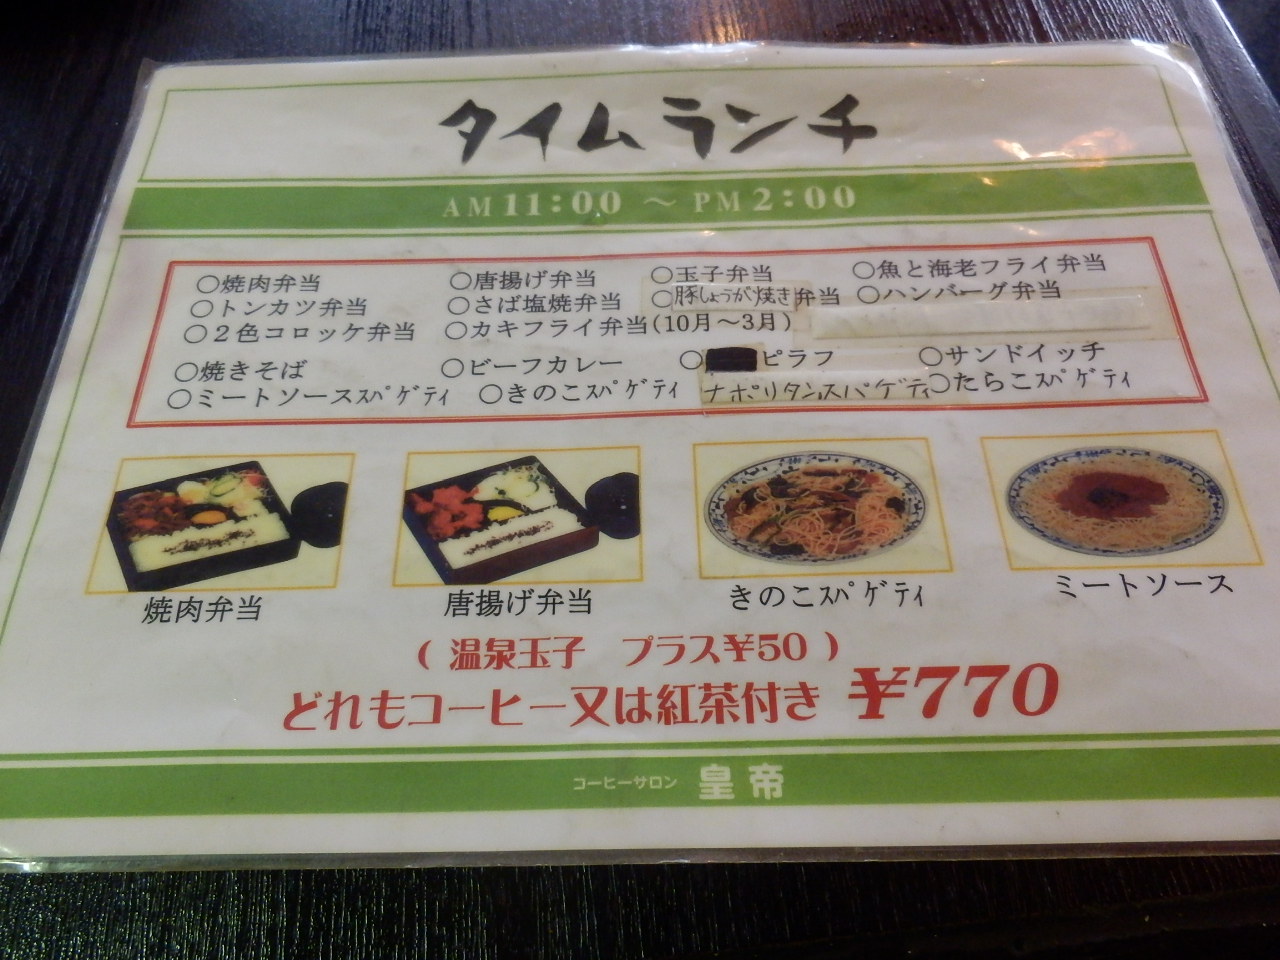 タイムランチ
AM11:00 ～ PM2:00
○焼肉弁当 ○唐揚げ弁当 ○玉子弁当 ○魚と海老フライ弁当
○トンカツ弁当 ○さば塩焼弁当 ○豚しょうが焼き弁当 ○ハンバーグ弁当
○２色コロッケ弁当 ○カキフライ弁当(10月～3月)
○焼きそば ○ビーフカレー ○ピラフ ○サンドイッチ
○ミートソースｽﾊﾟｹﾞﾃｨ ○きのこｽﾊﾟｹﾞﾃｨ ナポリタンスパゲティ ○たらこｽﾊﾟｹﾞﾃｨ
焼肉弁当 唐揚げ弁当 きのこｽﾊﾟｹﾞﾃｨ ミートソース
( 温泉玉子 プラス¥50 )
どれもコーヒー又は紅茶付き ¥770
コーヒーサロン 皇帝